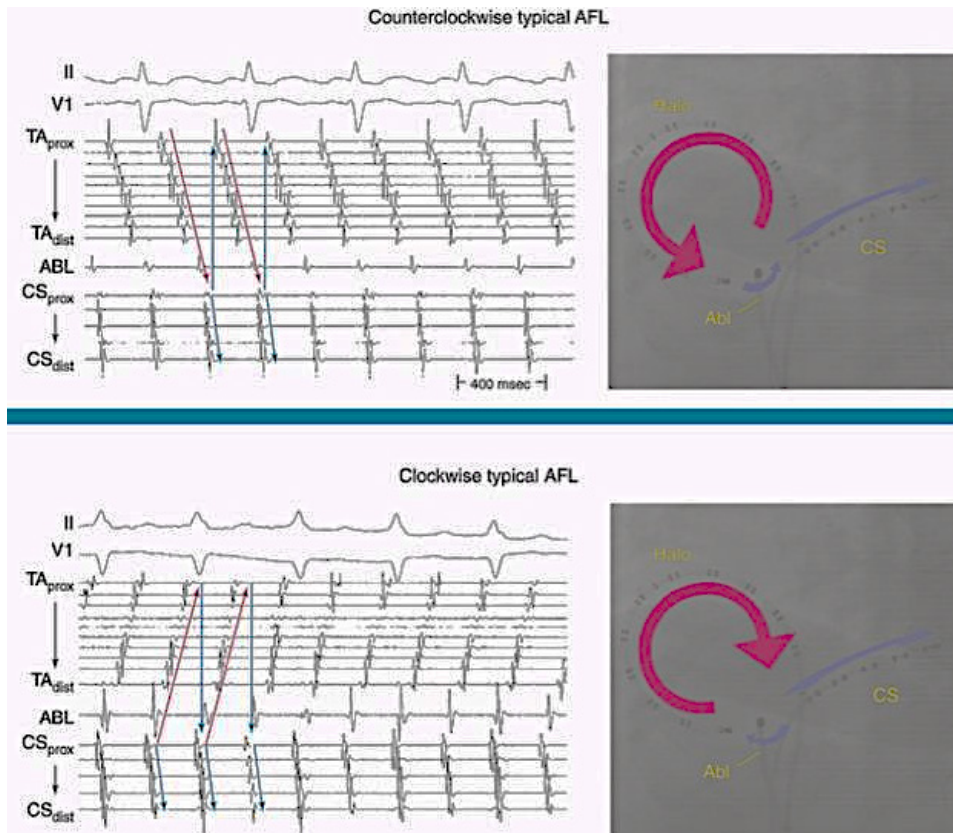 Counterclockwise typical AFL
II
V1
TAprox
TAdist
ABL
CSprox
CSdist
400 msec
Halo
CS
Abl
Clockwise typical AFL
II
V1
TAprox
TAdist
ABL
CSprox
CSdist
Halo
CS
Abl